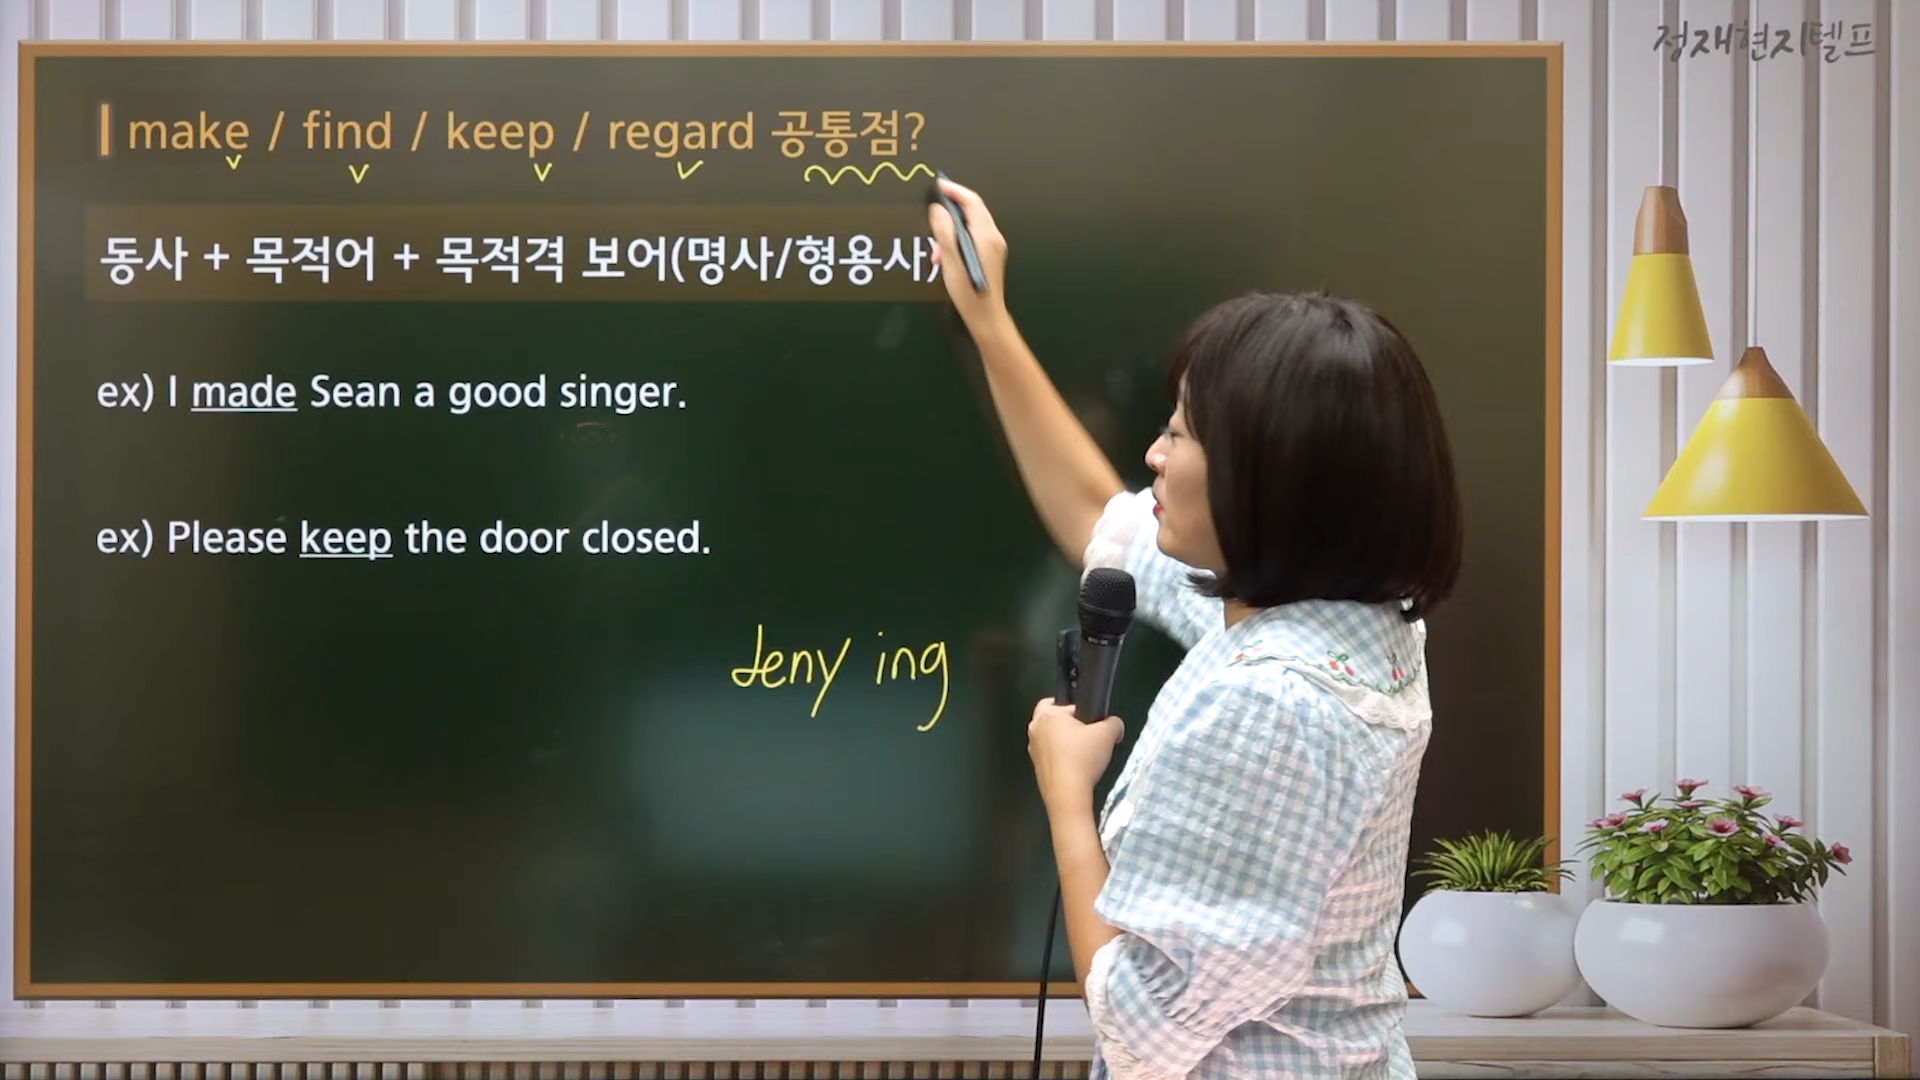 정재현지텔프
make / find / keep / regard 공통점?
동사 + 목적어 + 목적격 보어(명사/형용사)
ex) I made Sean a good singer.
ex) Please keep the door closed.
deny ing